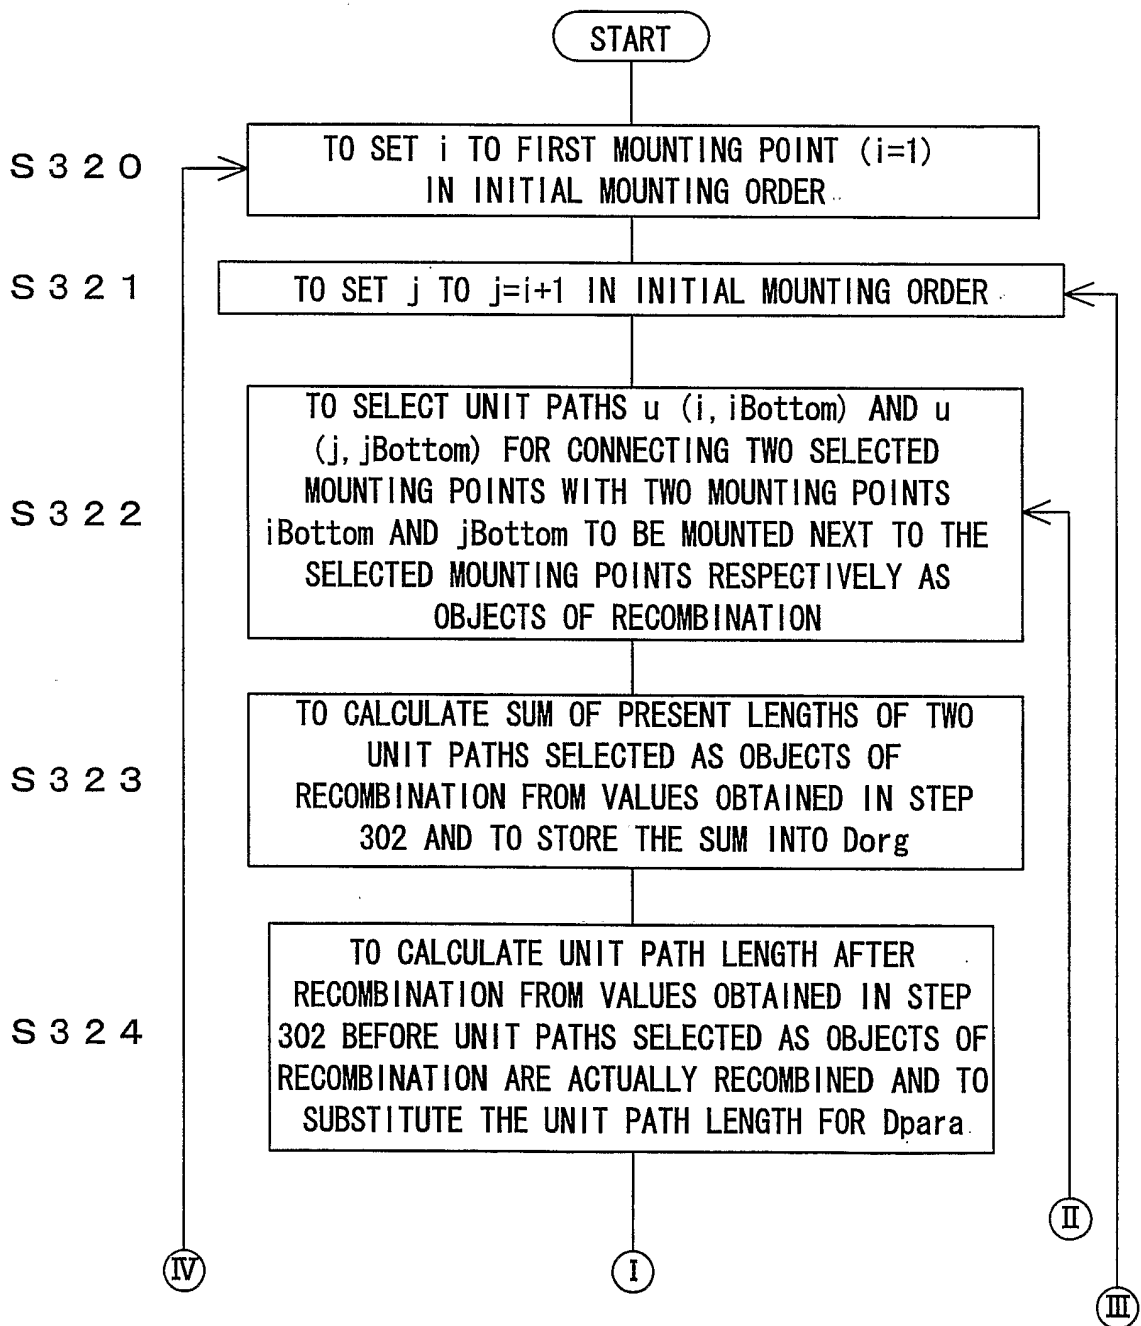 START
S320
TO SET i TO FIRST MOUNTING POINT (i=1)
IN INITIAL MOUNTING ORDER
S321
TO SET j TO j=i+1 IN INITIAL MOUNTING ORDER
S322
TO SELECT UNIT PATHS u (i, iBottom) AND u
(j, jBottom) FOR CONNECTING TWO SELECTED
MOUNTING POINTS WITH TWO MOUNTING POINTS
iBottom AND jBottom TO BE MOUNTED NEXT TO THE
SELECTED MOUNTING POINTS RESPECTIVELY AS
OBJECTS OF RECOMBINATION
S323
TO CALCULATE SUM OF PRESENT LENGTHS OF TWO
UNIT PATHS SELECTED AS OBJECTS OF
RECOMBINATION FROM VALUES OBTAINED IN STEP
302 AND TO STORE THE SUM INTO Dorg
S324
TO CALCULATE UNIT PATH LENGTH AFTER
RECOMBINATION FROM VALUES OBTAINED IN STEP
302 BEFORE UNIT PATHS SELECTED AS OBJECTS OF
RECOMBINATION ARE ACTUALLY RECOMBINED AND TO
SUBSTITUTE THE UNIT PATH LENGTH FOR Dpara
II
IV
I
III